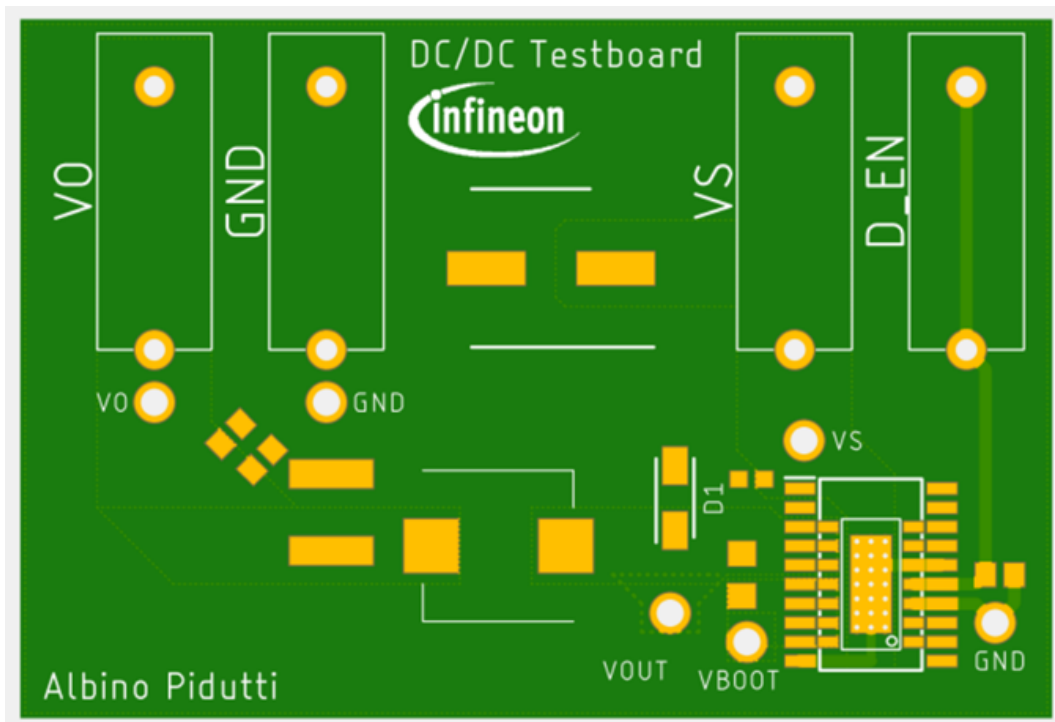 DC/DC Testboard
infineon
VO
GND
VS
D_EN
VO
GND
VS
D1
VOUT
VBOOT
GND
Albino Pidutti